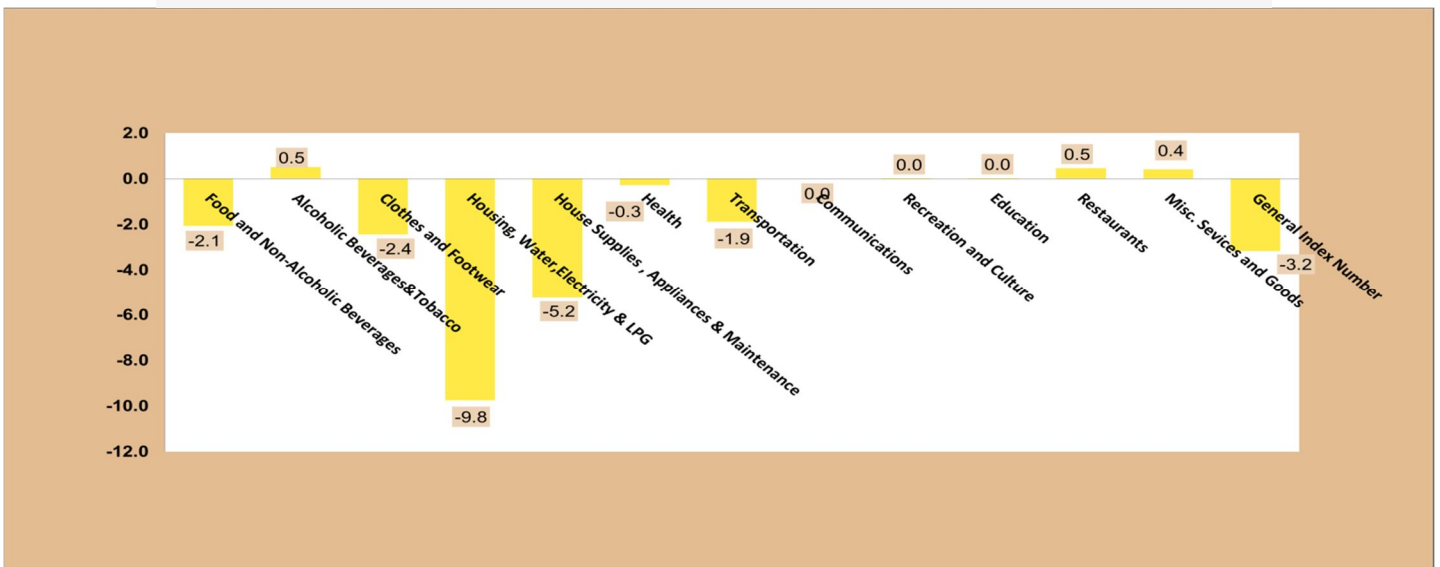 2.0
0.0
-2.0
-4.0
-6.0
-8.0
-10.0
-12.0
-2.1
0.5
-2.4
-9.8
-5.2
-0.3
-1.9
0.0
0.0
0.0
0.5
0.4
-3.2
Food and Non-Alcoholic Beverages
Alcoholic Beverages&Tobacco
Clothes and Footwear
Housing, Water,Electricity & LPG
House Supplies , Appliances & Maintenance
Health
Transportation
Communications
Recreation and Culture
Education
Restaurants
Misc. Sevices and Goods
General Index Number